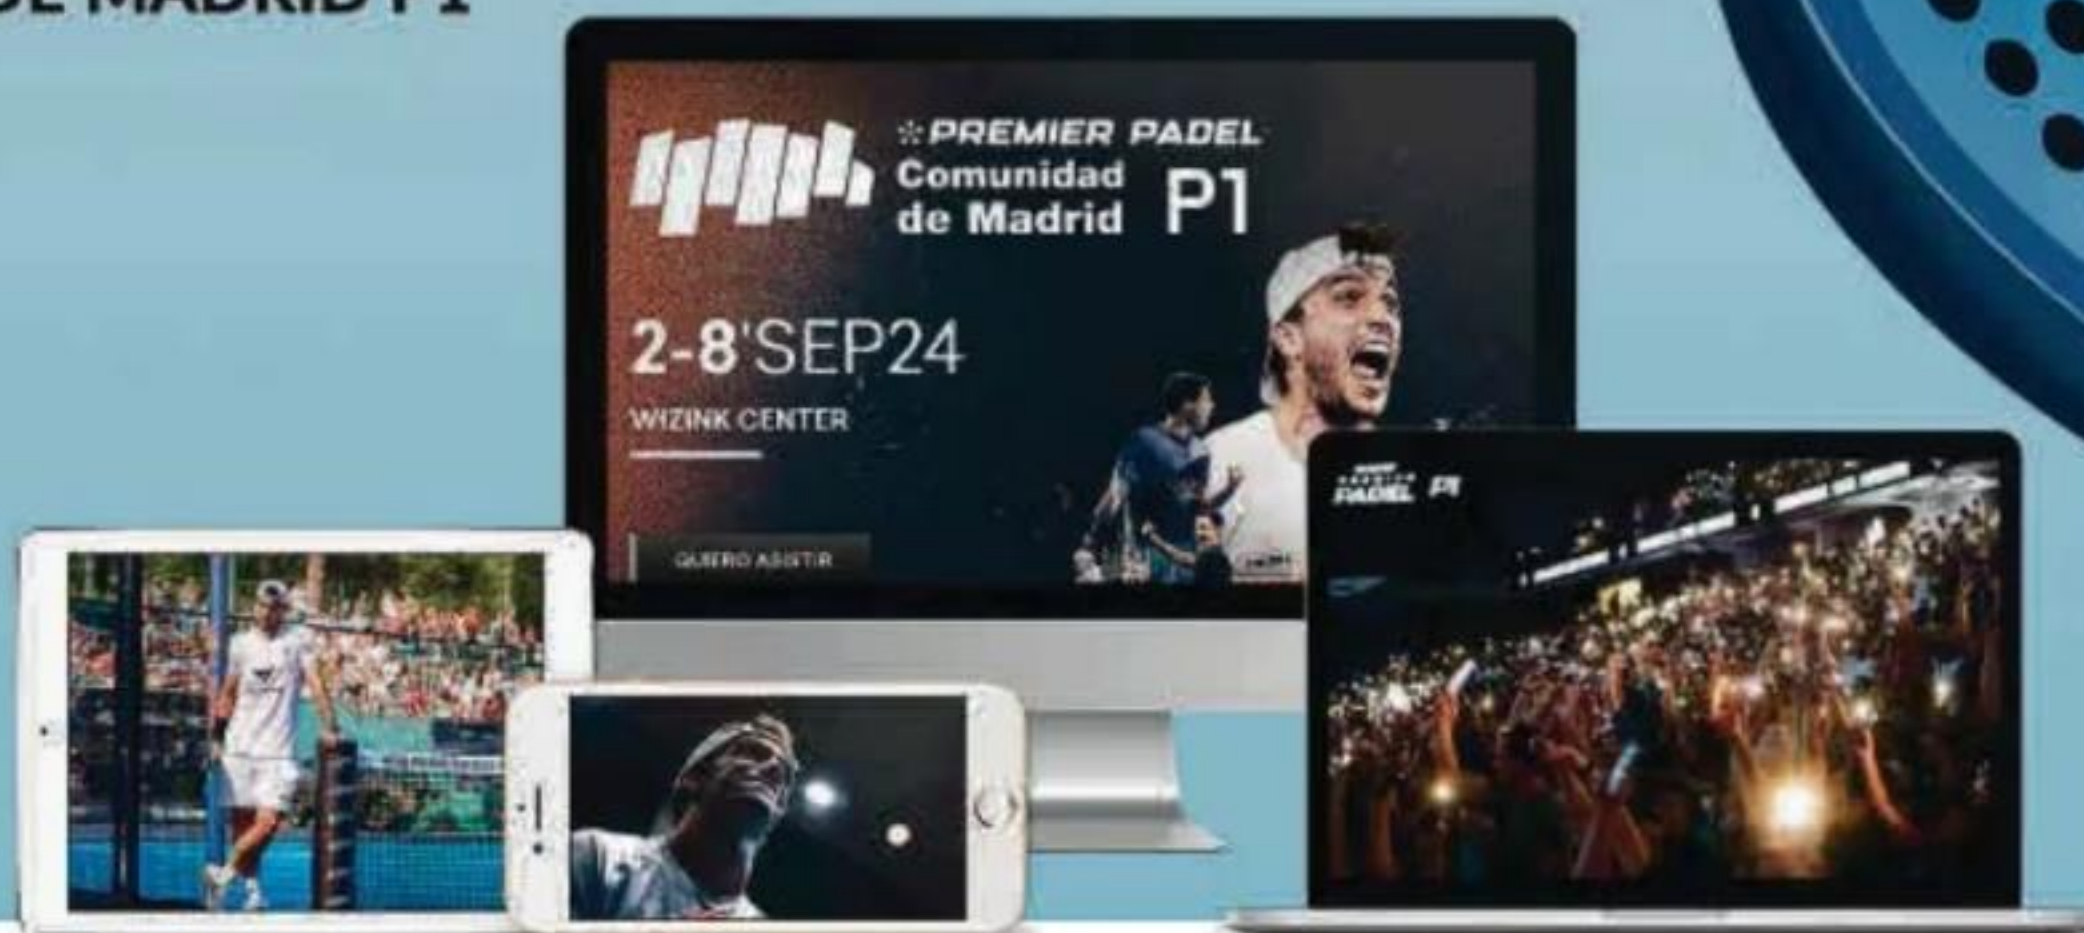 DE MADRID P1
PREMIER PADEL
Comunidad
de Madrid P1
2-8'SEP24
WIZINK CENTER
QUIERO ASISTIR
PADEL P1